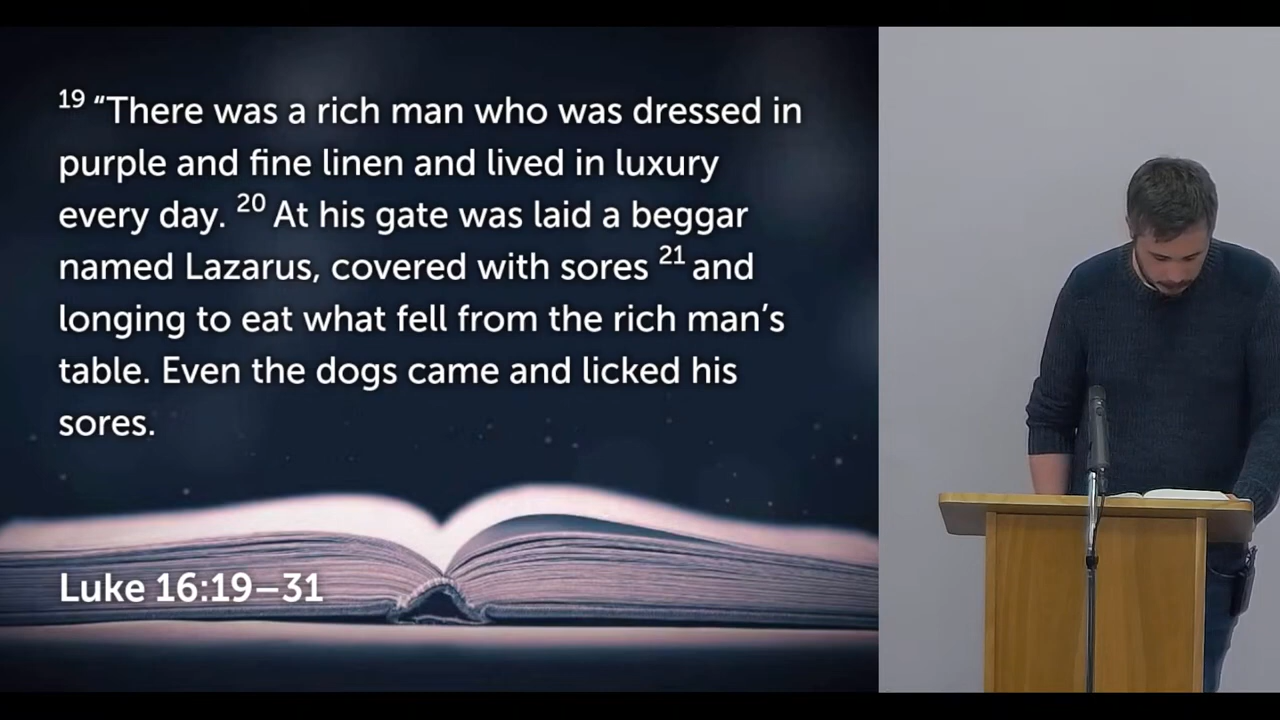 19 “There was a rich man who was dressed in
purple and fine linen and lived in luxury
every day. 20 At his gate was laid a beggar
named Lazarus, covered with sores 21 and
longing to eat what fell from the rich man’s
table. Even the dogs came and licked his
sores.
Luke 16:19–31